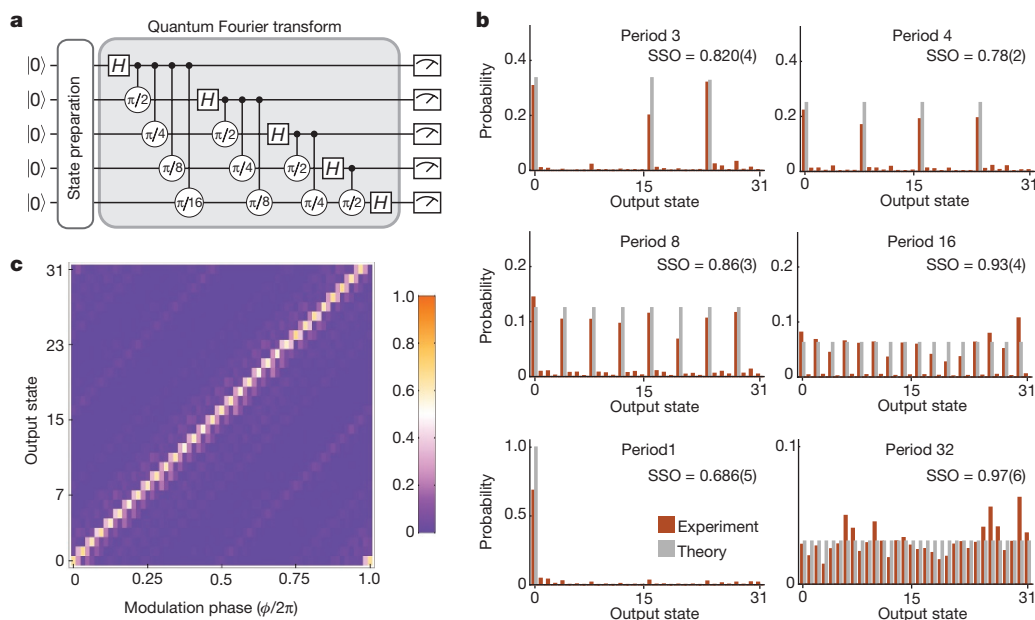 a
Quantum Fourier transform
State preparation
|0⟩
|0⟩
|0⟩
|0⟩
|0⟩
H
π/2
π/4
π/8
π/16
H
π/2
π/4
π/8
H
π/2
π/4
H
π/2
H
b
Period 3
SSO = 0.820(4)
Probability
0.4
0.2
0
0
15
31
Output state
Period 4
SSO = 0.78(2)
0.4
0.2
0
0
15
31
Output state
Period 8
SSO = 0.86(3)
Probability
0.2
0.1
0
0
15
31
Output state
Period 16
SSO = 0.93(4)
0.2
0.1
0
0
15
31
Output state
Period1
SSO = 0.686(5)
Probability
1.0
0.5
0
0
15
31
Output state
Experiment
Theory
Period 32
SSO = 0.97(6)
0.1
0
0
15
31
Output state
c
Output state
31
23
15
7
0
0
0.25
0.50
0.75
1.0
Modulation phase (ϕ/2π)
1.0
0.8
0.6
0.4
0.2
0